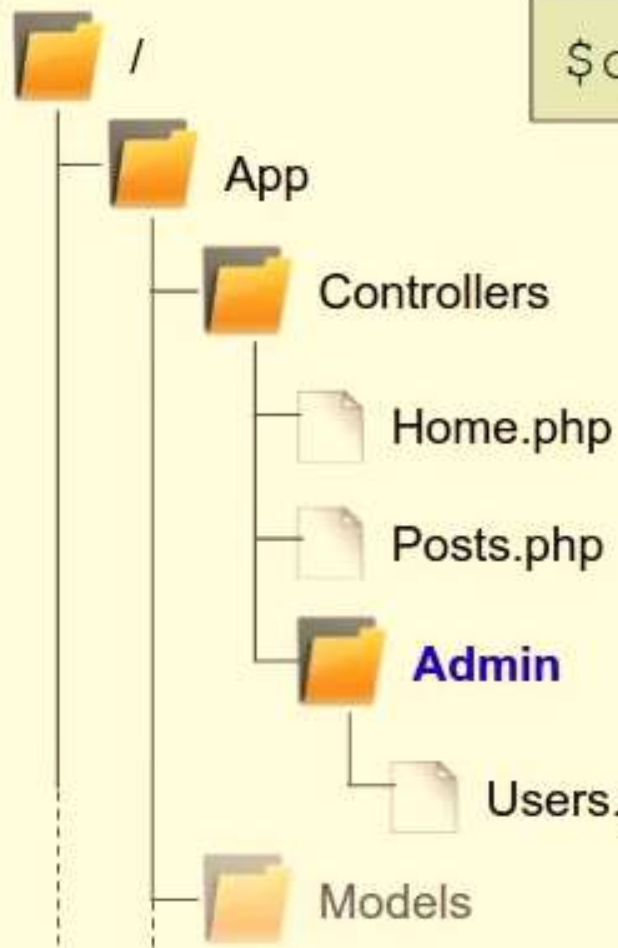 /
App
Controllers
Home.php
Posts.php
Admin
Users.
Models